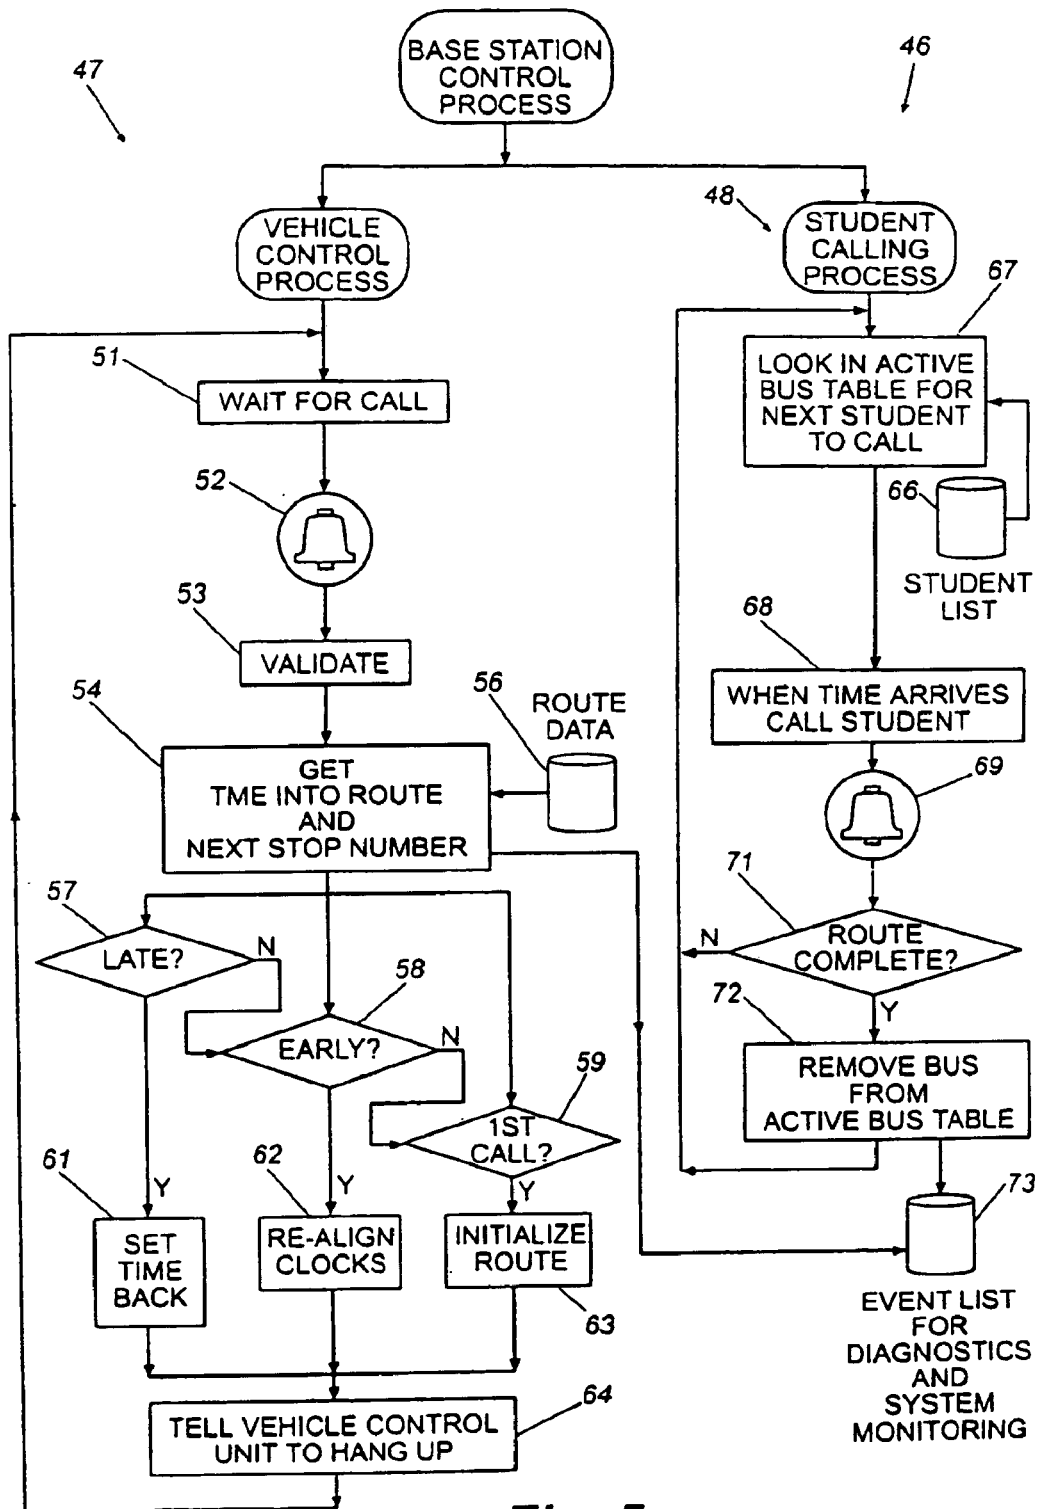 BASE STATION
CONTROL
PROCESS
47
46
VEHICLE
CONTROL
PROCESS
48
STUDENT
CALLING
PROCESS
67
51
WAIT FOR CALL
LOOK IN ACTIVE
BUS TABLE FOR
NEXT STUDENT
TO CALL
52
66
STUDENT
LIST
53
VALIDATE
68
WHEN TIME ARRIVES
CALL STUDENT
54
56
ROUTE
DATA
GET
TME INTO ROUTE
AND
NEXT STOP NUMBER
69
57
LATE?
N
71
ROUTE
COMPLETE?
N
Y
58
EARLY?
N
72
REMOVE BUS
FROM
ACTIVE BUS TABLE
59
1ST
CALL?
61
Y
62
Y
Y
73
SET
TIME
BACK
RE-ALIGN
CLOCKS
INITIALIZE
ROUTE
63
EVENT LIST
FOR
DIAGNOSTICS
AND
SYSTEM
MONITORING
64
TELL VEHICLE CONTROL
UNIT TO HANG UP